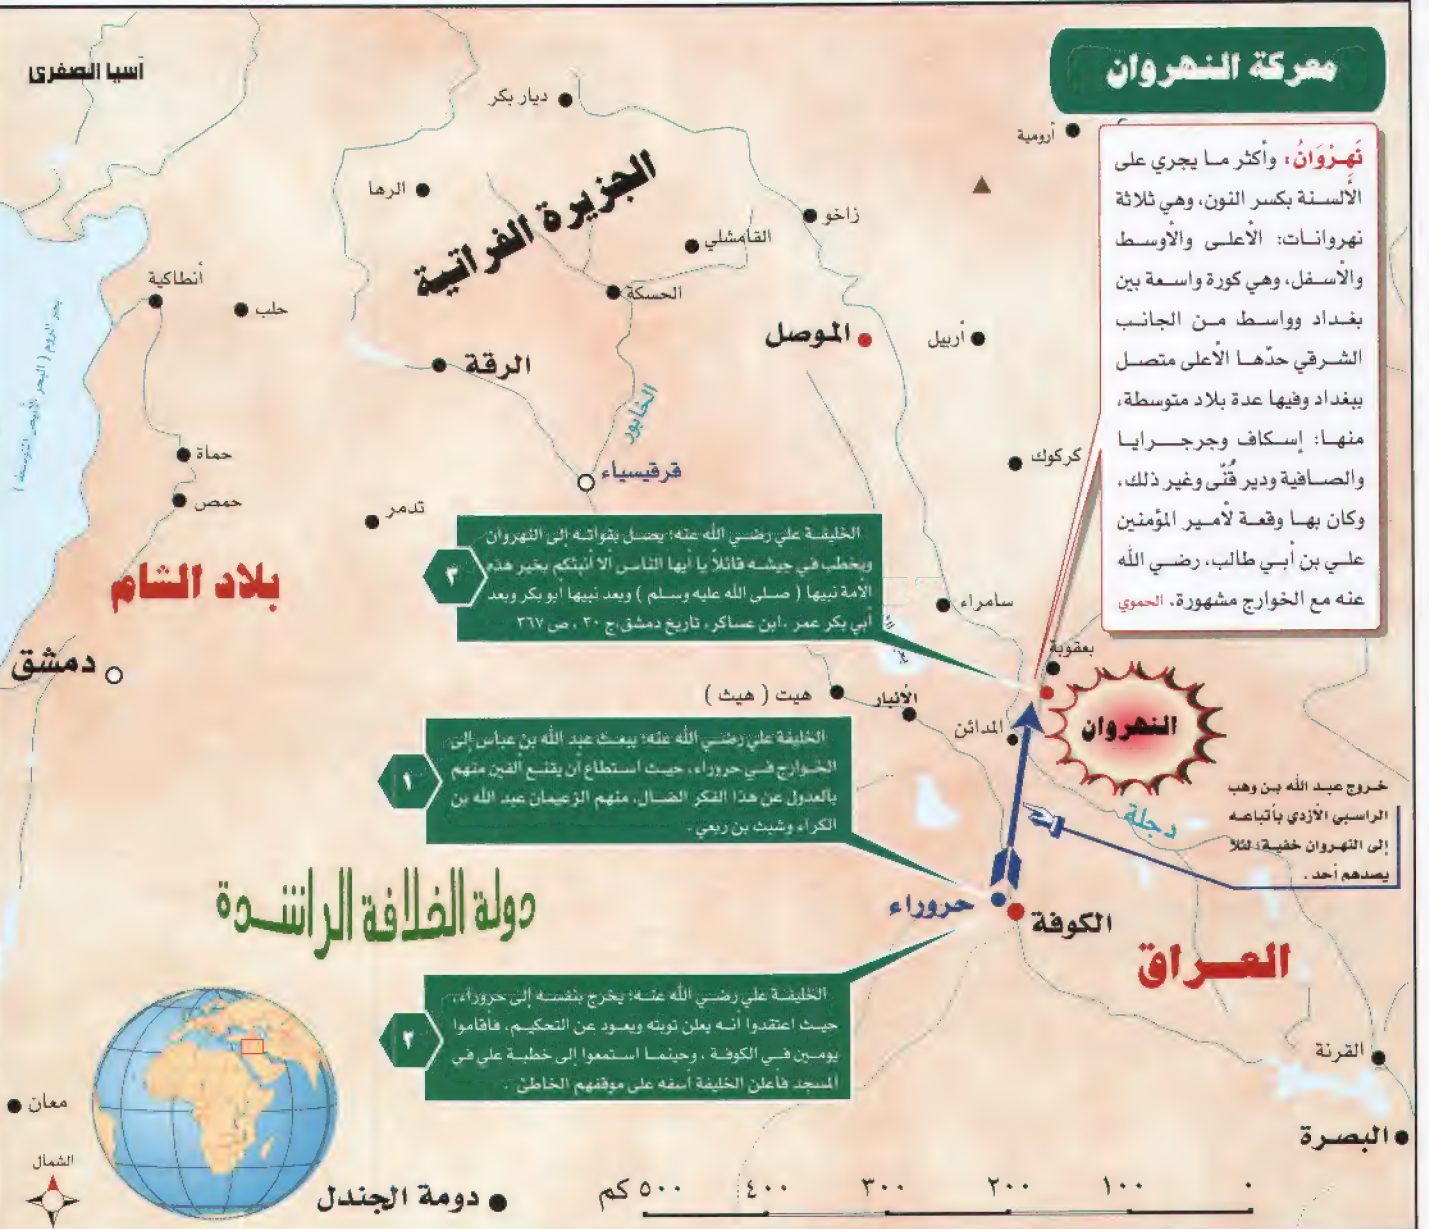 معركة النهروان
نَهرْوَانُ، وأكثر ما يجري على
الألسنة بكسر النون، وهي ثلاثة
نهروانات: الأعلى والأوسط
والأسفل، وهي كورة واسعة بين
بغداد وواسط من الجانب
الشرقي حدّها الأعلى متصل
ببغداد وفيها عدة بلاد متوسطة،
منها: إسكاف وجرجرايا
والصافية ودير قُنّى وغير ذلك،
وكان بها وقعة لأمير المؤمنين
علي بن أبي طالب، رضي الله
عنه مع الخوارج مشهورة. الحموي
آسيا الصغرى
ديار بكر
أرومية
الجزيرة الفراتية
الرها
زاخو
القامشلي
أنطاكية
حلب
الحسكة
الموصل
أربيل
الرقة
بحر الروم ( البحر الأبيض المتوسط )
الخابور
حماة
كركوك
قرقيسياء
حمص
تدمر
بلاد الشام
٣
الخليفة علي رضي الله عنه: يصل بقواته إلى النهروان
ويخطب في جيشه قائلاً يا أيها الناس ألا أنبئكم بخير هذه
الأمة نبيها ( صلى الله عليه وسلم ) وبعد نبيها أبو بكر وبعد
أبي بكر عمر ، ابن عساكر، تاريخ دمشق، ج ٣٠ ، ص ٣٦٧
سامراء
بعقوبة
دمشق
هيت ( هيث )
الأنبار
المدائن
النهروان
١
الخليفة علي رضي الله عنه: يبعث عبد الله بن عباس إلى
الخوارج في حروراء، حيث استطاع أن يقنع ألفين منهم
بالعدول عن هذا الفكر الضال، منهم الزعيمان عبد الله بن
الكراء وشبث بن ربعي .
خروج عبد الله بن وهب
الراسبي الأزدي بأتباعه
إلى النهروان خفية؛ لئلا
يصدهم أحد .
دجلة
حروراء
الكوفة
دولة الخلافة الراشدة
العراق
٢
الخليفة علي رضي الله عنه: يخرج بنفسه إلى حروراء،
حيث اعتقدوا أنه يعلن توبته ويعود عن التحكيم، فأقاموا
يومين في الكوفة ، وحينما استمعوا إلى خطبة علي في
المسجد فأعلن الخليفة أسفه على موقفهم الخاطئ .
القرنة
معان
البصرة
الشمال
دومة الجندل
٠ ١٠٠ ٢٠٠ ٣٠٠ ٤٠٠ ٥٠٠ كم